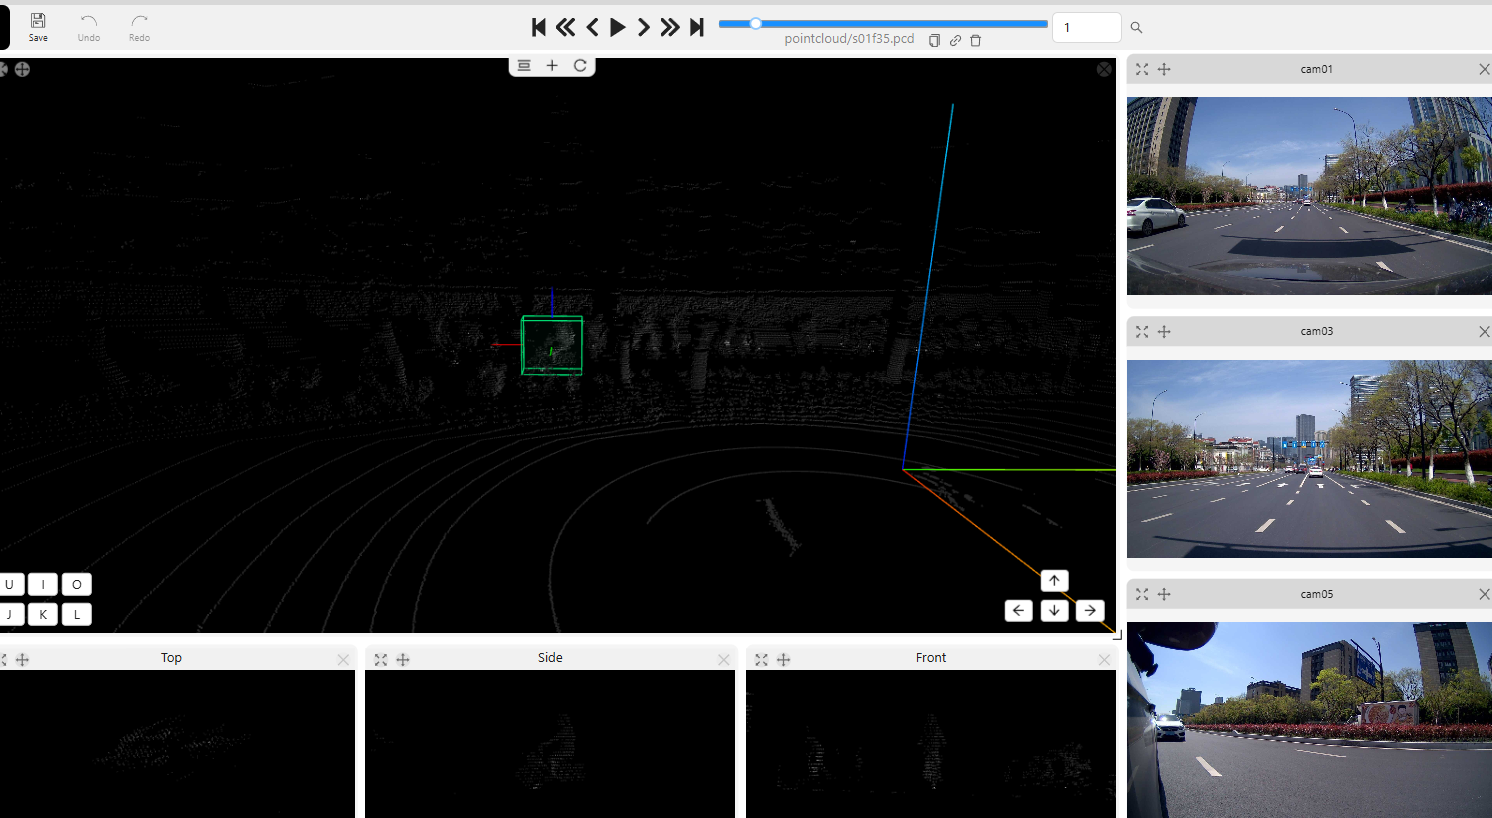 Save
Undo
Redo
1
pointcloud/s01f35.pcd
cam01
cam03
cam05
U
I
O
J
K
L
Top
Side
Front